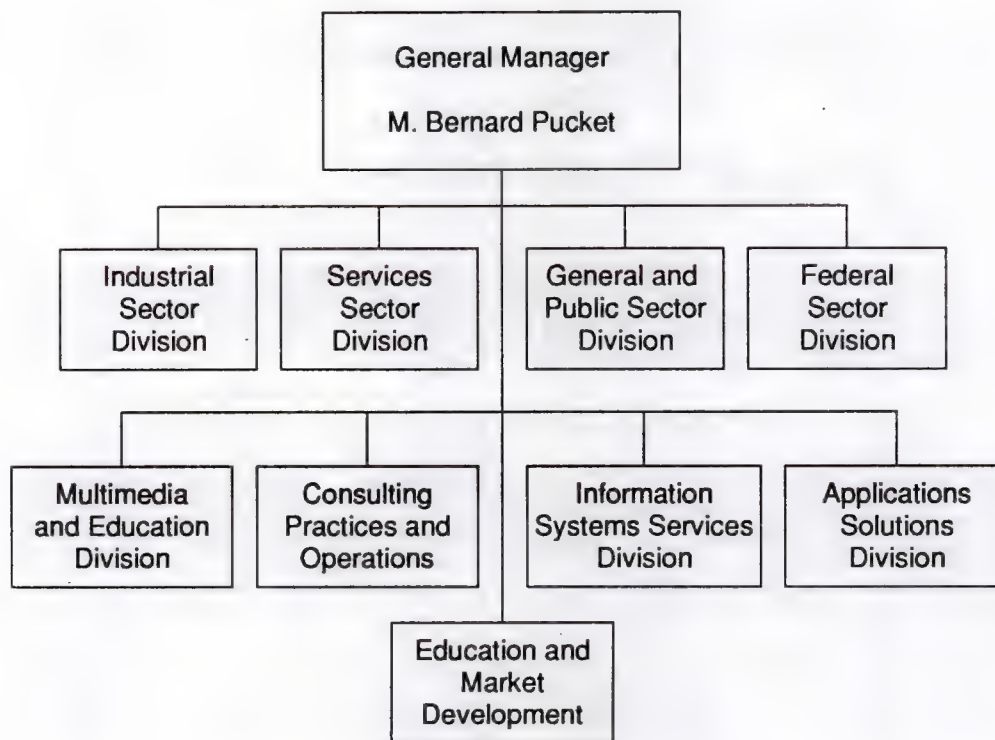 General Manager
M. Bernard Pucket
Industrial
Sector
Division
Services
Sector
Division
General and
Public Sector
Division
Federal
Sector
Division
Multimedia
and Education
Division
Consulting
Practices and
Operations
Information
Systems Services
Division
Applications
Solutions
Division
Education and
Market
Development